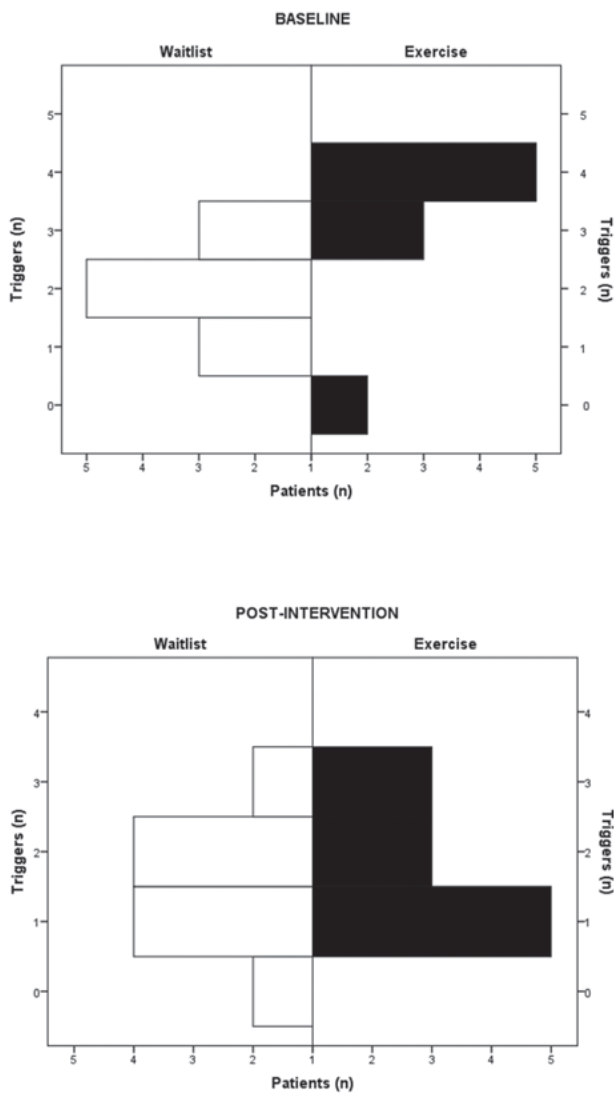 BASELINE
Waitlist Exercise
5 5
4 4
3 3
2 2
1 1
0 0
Triggers (n) Triggers (n)
5 4 3 2 1 2 3 4 5
Patients (n)
POST-INTERVENTION
Waitlist Exercise
4 4
3 3
2 2
1 1
0 0
Triggers (n) Triggers (n)
5 4 3 2 1 2 3 4 5
Patients (n)